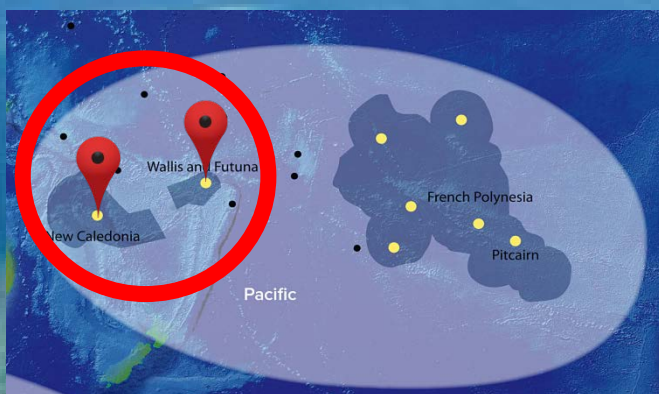 Wallis and Futuna
French Polynesia
New Caledonia
Pitcairn
Pacific